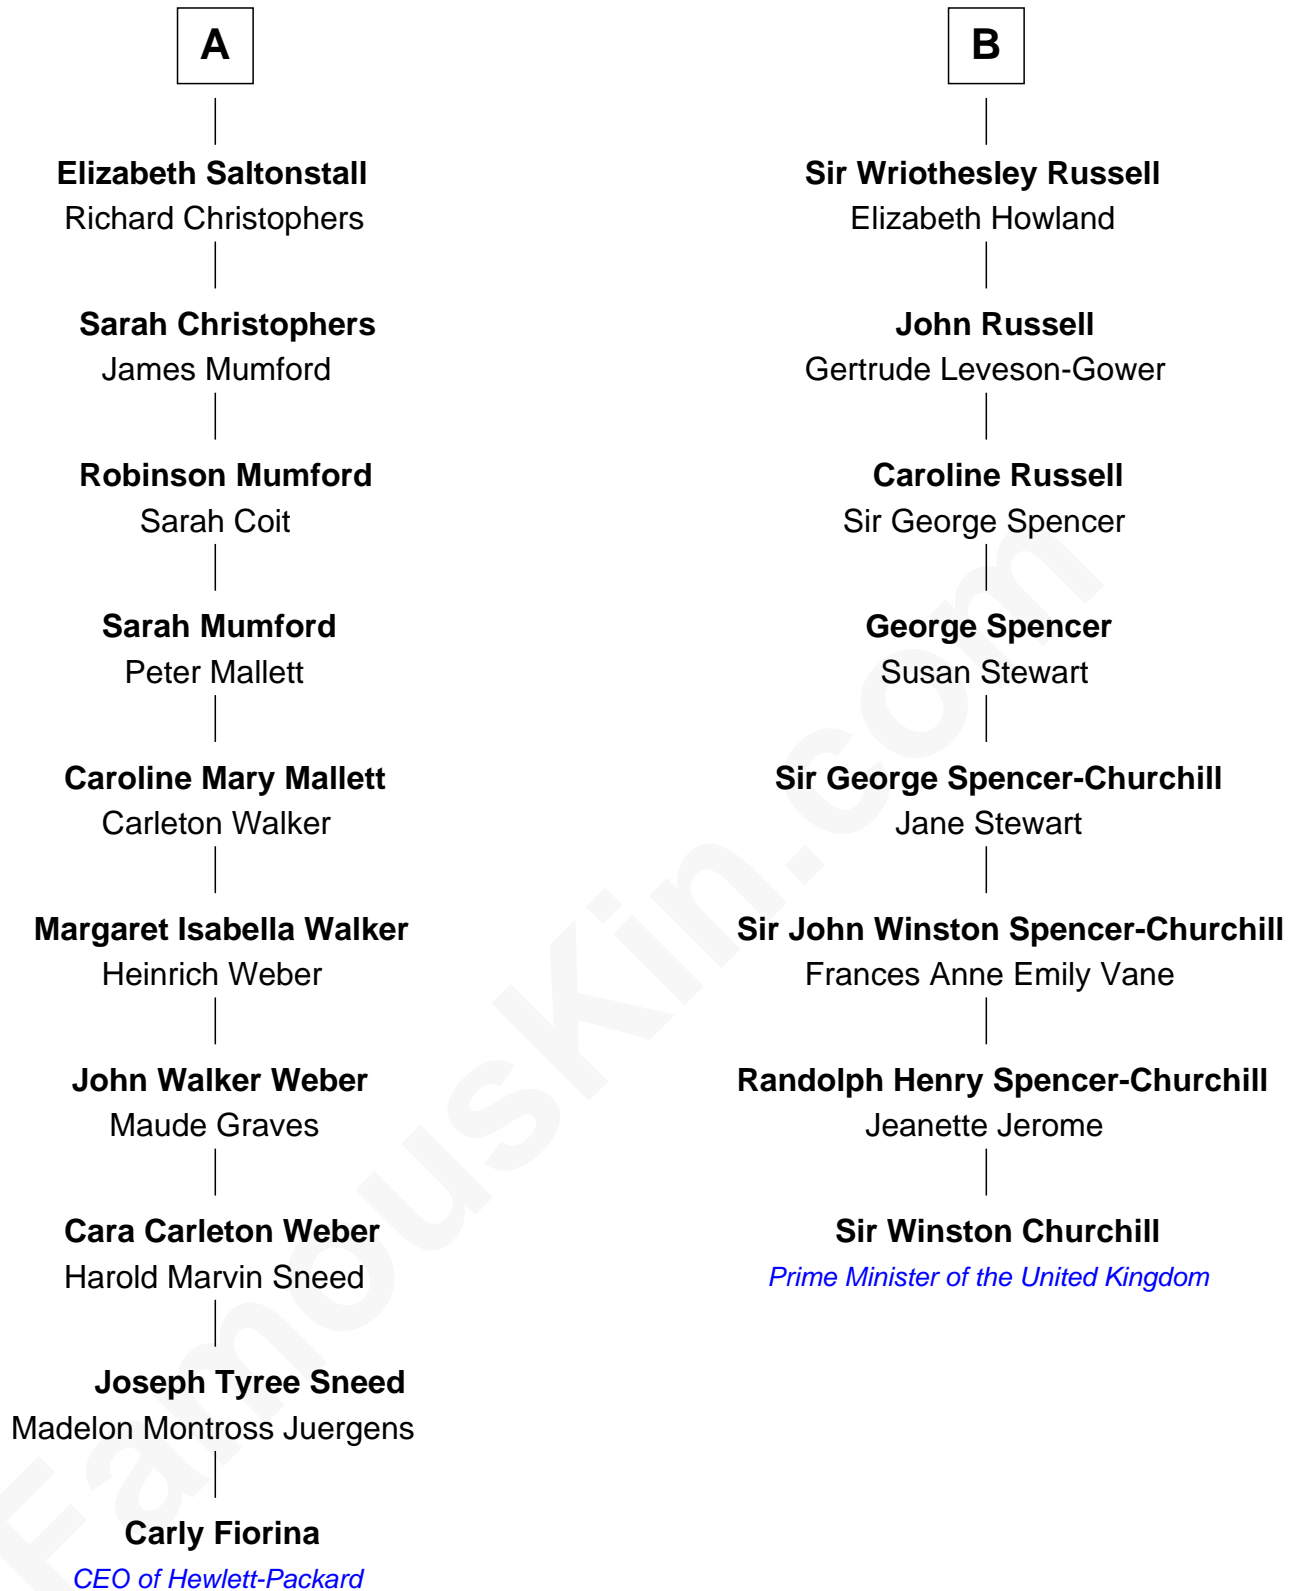 A
Elizabeth Saltonstall
Richard Christophers
Sarah Christophers
James Mumford
Robinson Mumford
Sarah Coit
Sarah Mumford
Peter Mallett
Caroline Mary Mallett
Carleton Walker
Margaret Isabella Walker
Heinrich Weber
John Walker Weber
Maude Graves
Cara Carleton Weber
Harold Marvin Sneed
Joseph Tyree Sneed
Madelon Montross Juergens
Carly Fiorina
CEO of Hewlett-Packard
B
Sir Wriothesley Russell
Elizabeth Howland
John Russell
Gertrude Leveson-Gower
Caroline Russell
Sir George Spencer
George Spencer
Susan Stewart
Sir George Spencer-Churchill
Jane Stewart
Sir John Winston Spencer-Churchill
Frances Anne Emily Vane
Randolph Henry Spencer-Churchill
Jeanette Jerome
Sir Winston Churchill
Prime Minister of the United Kingdom
FamousKin.com